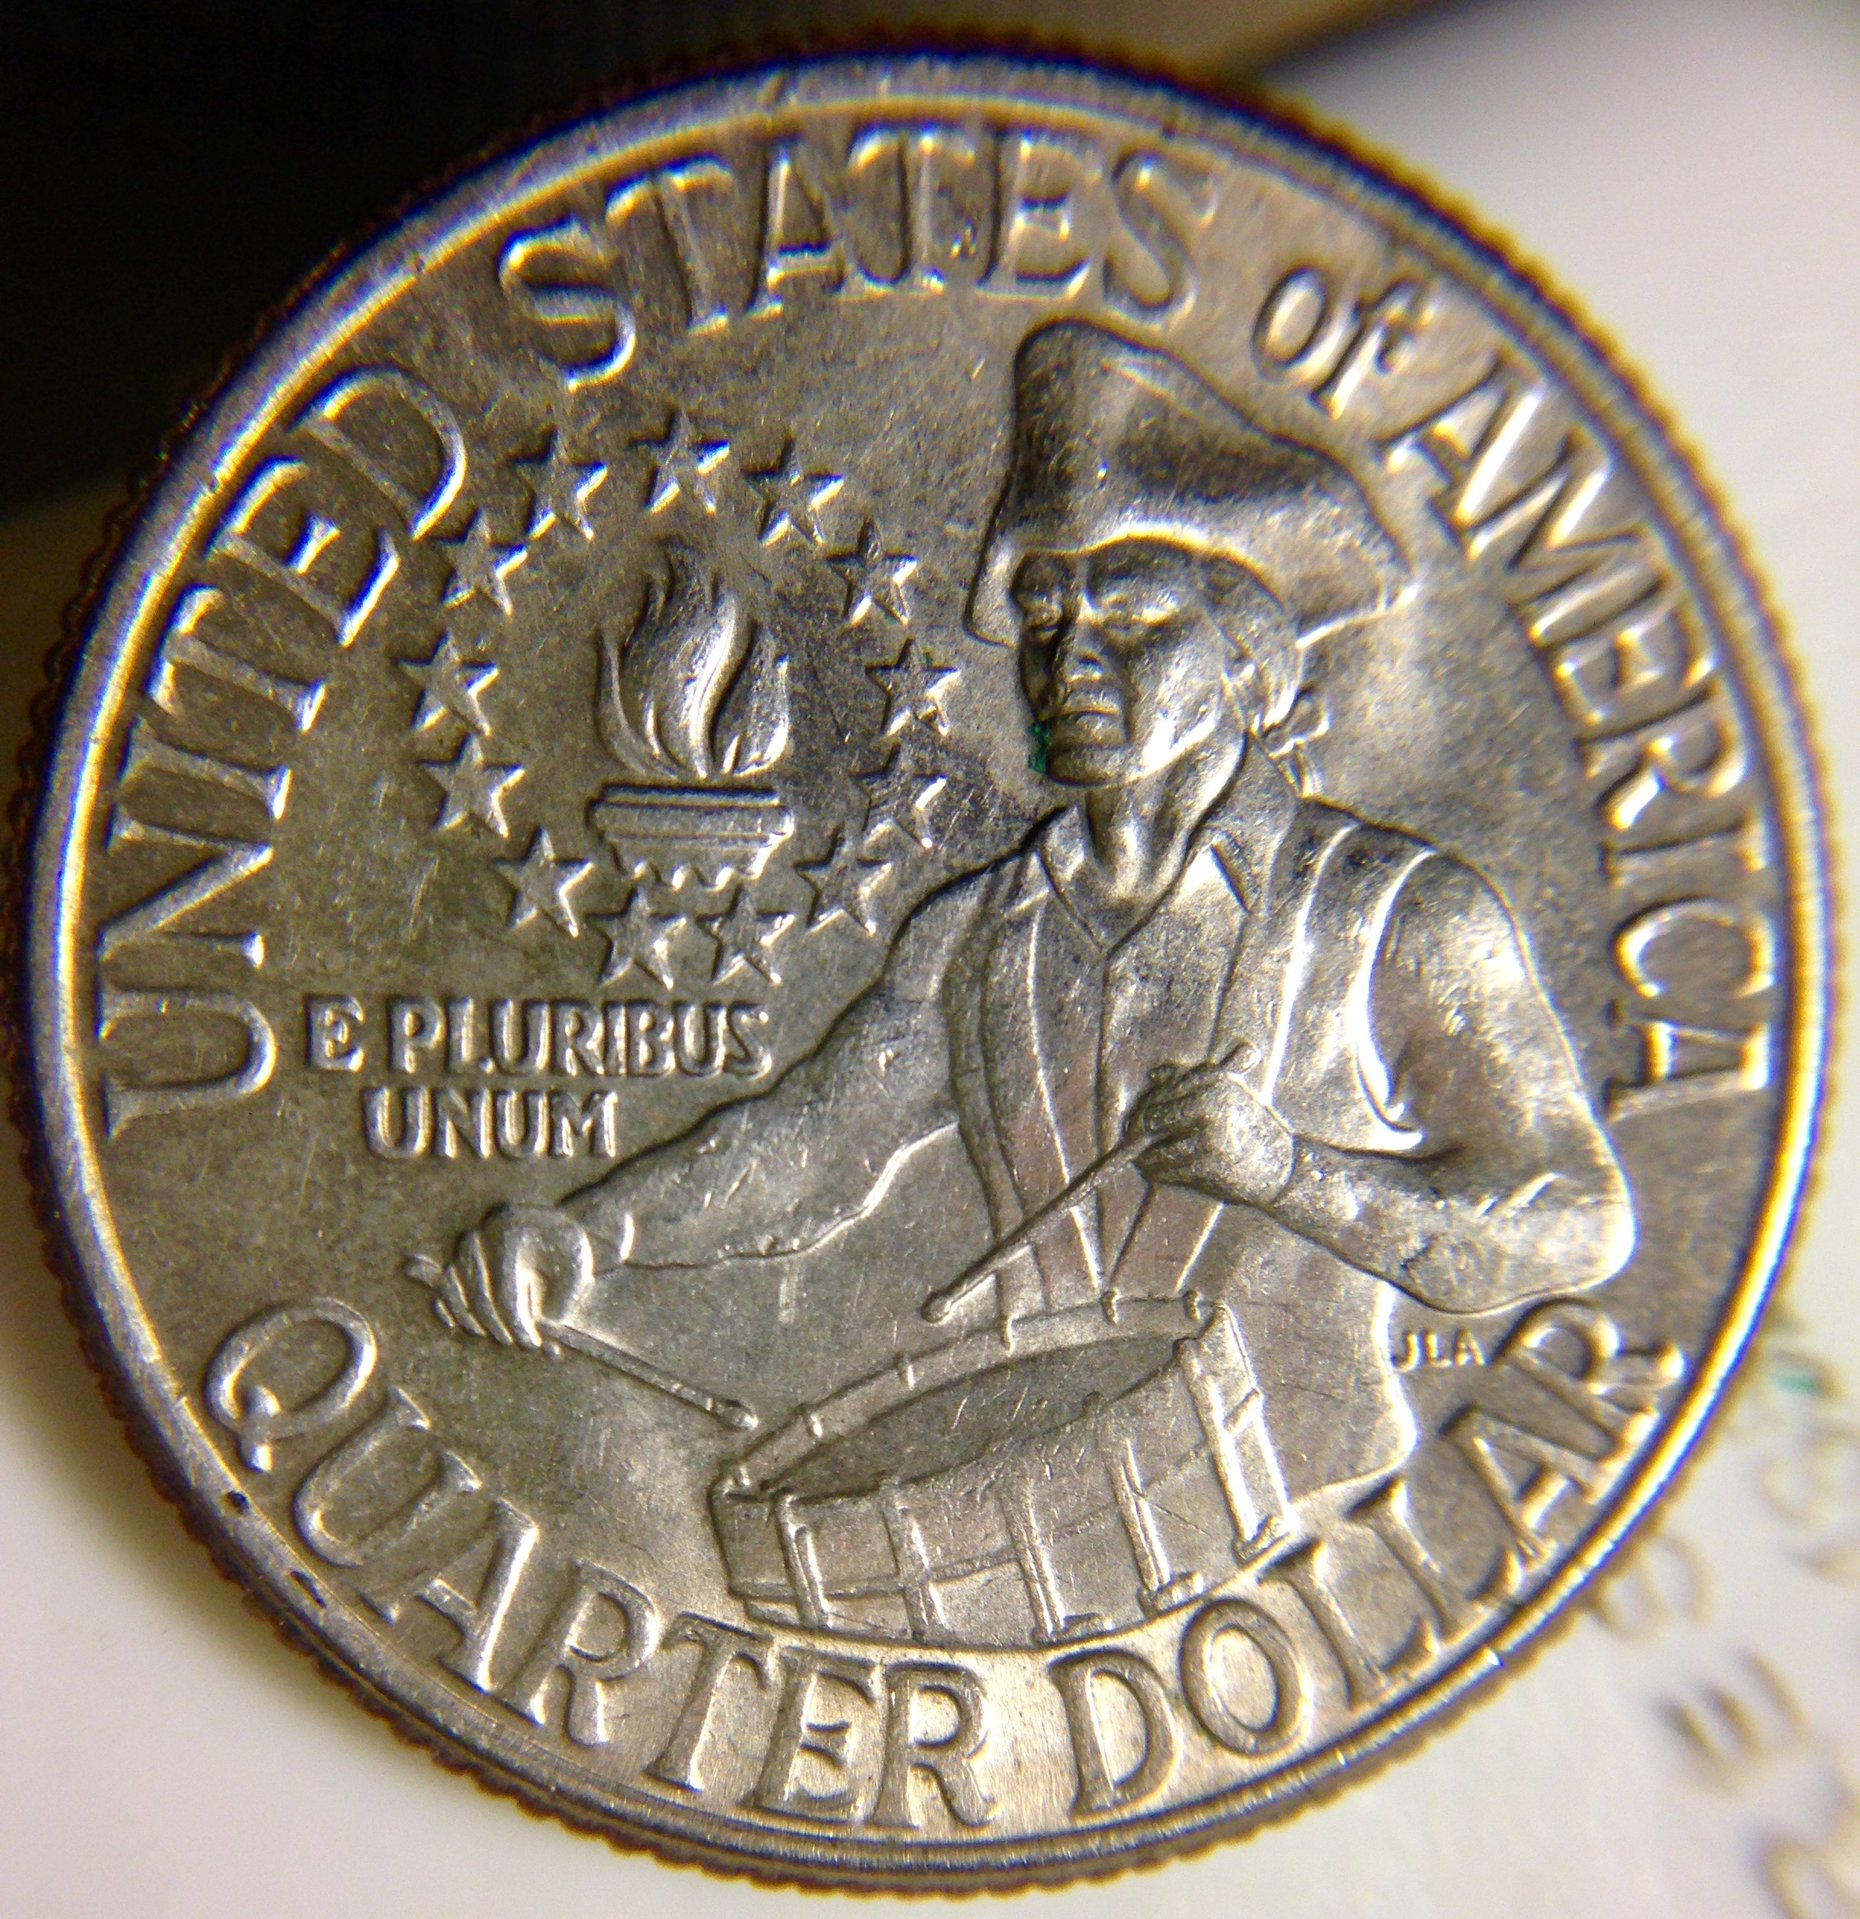 UNITED STATES of AMERICA
E PLURIBUS
UNUM
JLA
QUARTER DOLLAR